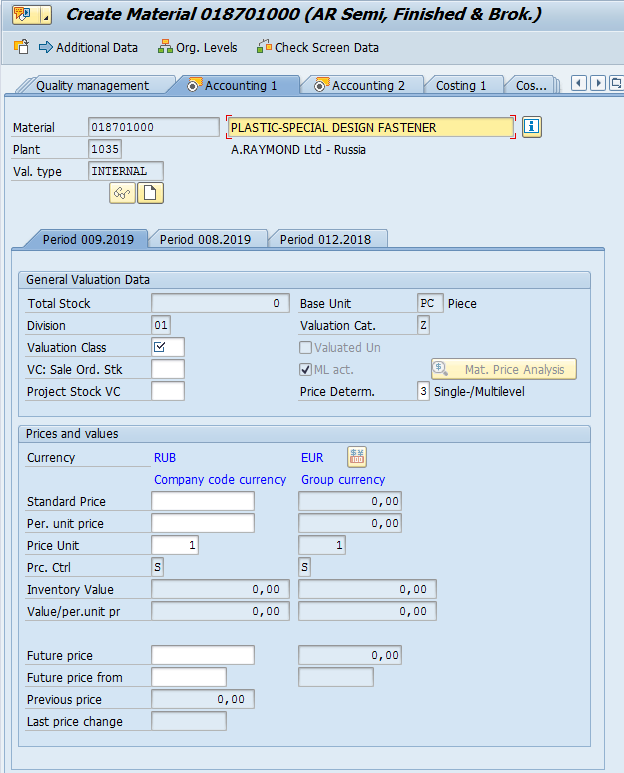 Create Material 018701000 (AR Semi, Finished & Brok.)
Additional Data Org. Levels Check Screen Data
Quality management Accounting 1 Accounting 2 Costing 1 Cos...
Material 018701000 PLASTIC-SPECIAL DESIGN FASTENER
Plant 1035 A.RAYMOND Ltd - Russia
Val. type INTERNAL
Period 009.2019 Period 008.2019 Period 012.2018
General Valuation Data
Total Stock 0 Base Unit PC Piece
Division 01 Valuation Cat. Z
Valuation Class Valuated Un
VC: Sale Ord. Stk ML act. Mat. Price Analysis
Project Stock VC Price Determ. 3 Single-/Multilevel
Prices and values
Currency RUB EUR
Company code currency Group currency
Standard Price 0,00
Per. unit price 0,00
Price Unit 1 1
Prc. Ctrl S S
Inventory Value 0,00 0,00
Value/per.unit pr 0,00 0,00
Future price 0,00
Future price from
Previous price 0,00
Last price change